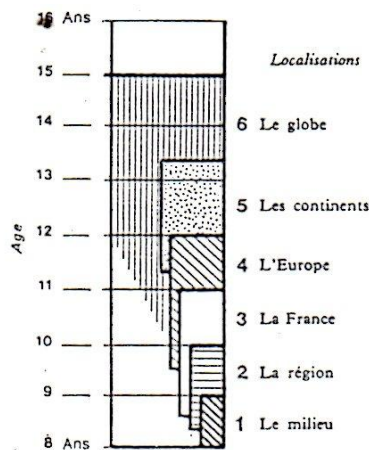 16 Ans
Localisations
15
14
6 Le globe
13
5 Les continents
12
4 L'Europe
11
3 La France
10
2 La région
9
1 Le milieu
8 Ans
Age